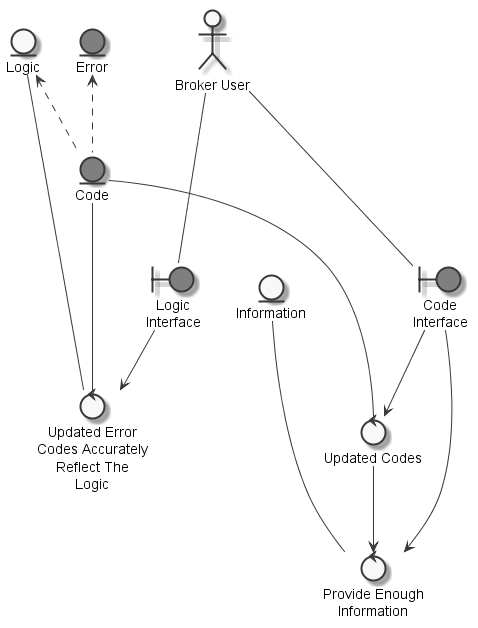 Logic
Error
Broker User
Code
Logic
Interface
Information
Code
Interface
Updated Error
Codes Accurately
Reflect The
Logic
Updated Codes
Provide Enough
Information